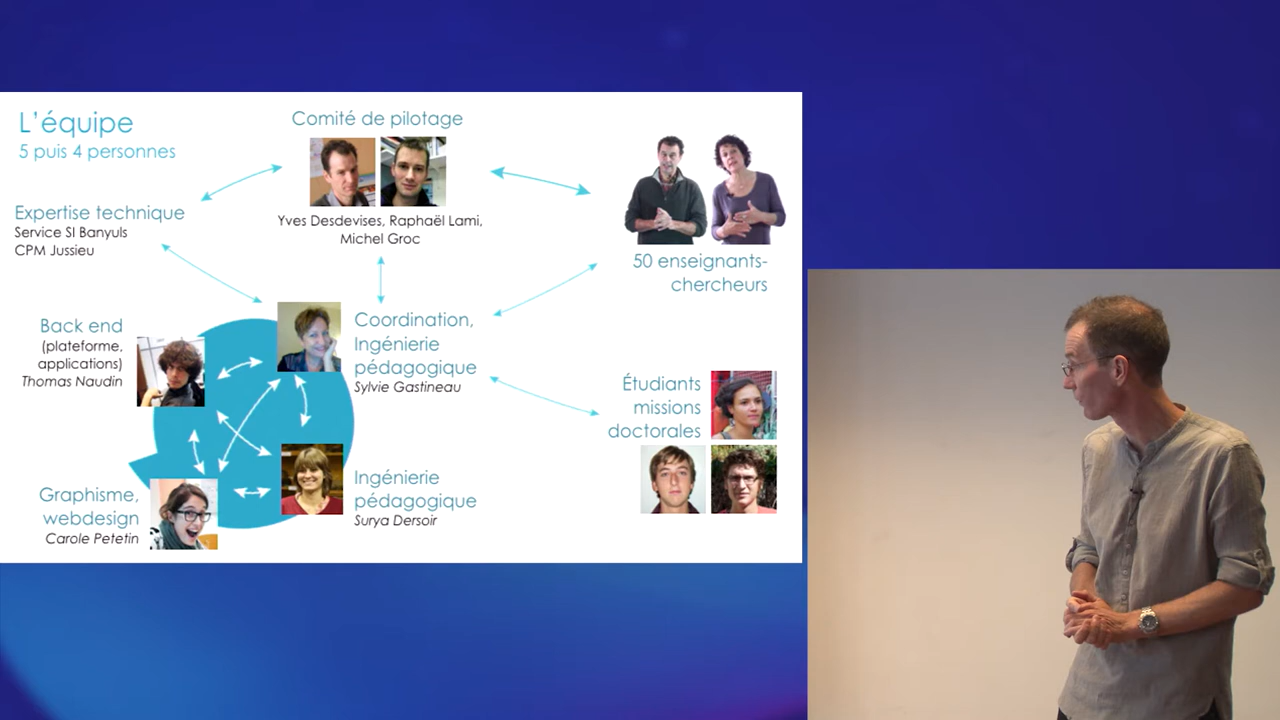 L'équipe
5 puis 4 personnes
Comité de pilotage
Yves Desdevises, Raphaël Lami,
Michel Groc
Expertise technique
Service SI Banyuls
CPM Jussieu
50 enseignants-
chercheurs
Back end
(plateforme,
applications)
Thomas Naudin
Coordination,
Ingénierie
pédagogique
Sylvie Gastineau
Étudiants
missions
doctorales
Graphisme,
webdesign
Carole Petetin
Ingénierie
pédagogique
Surya Dersoir